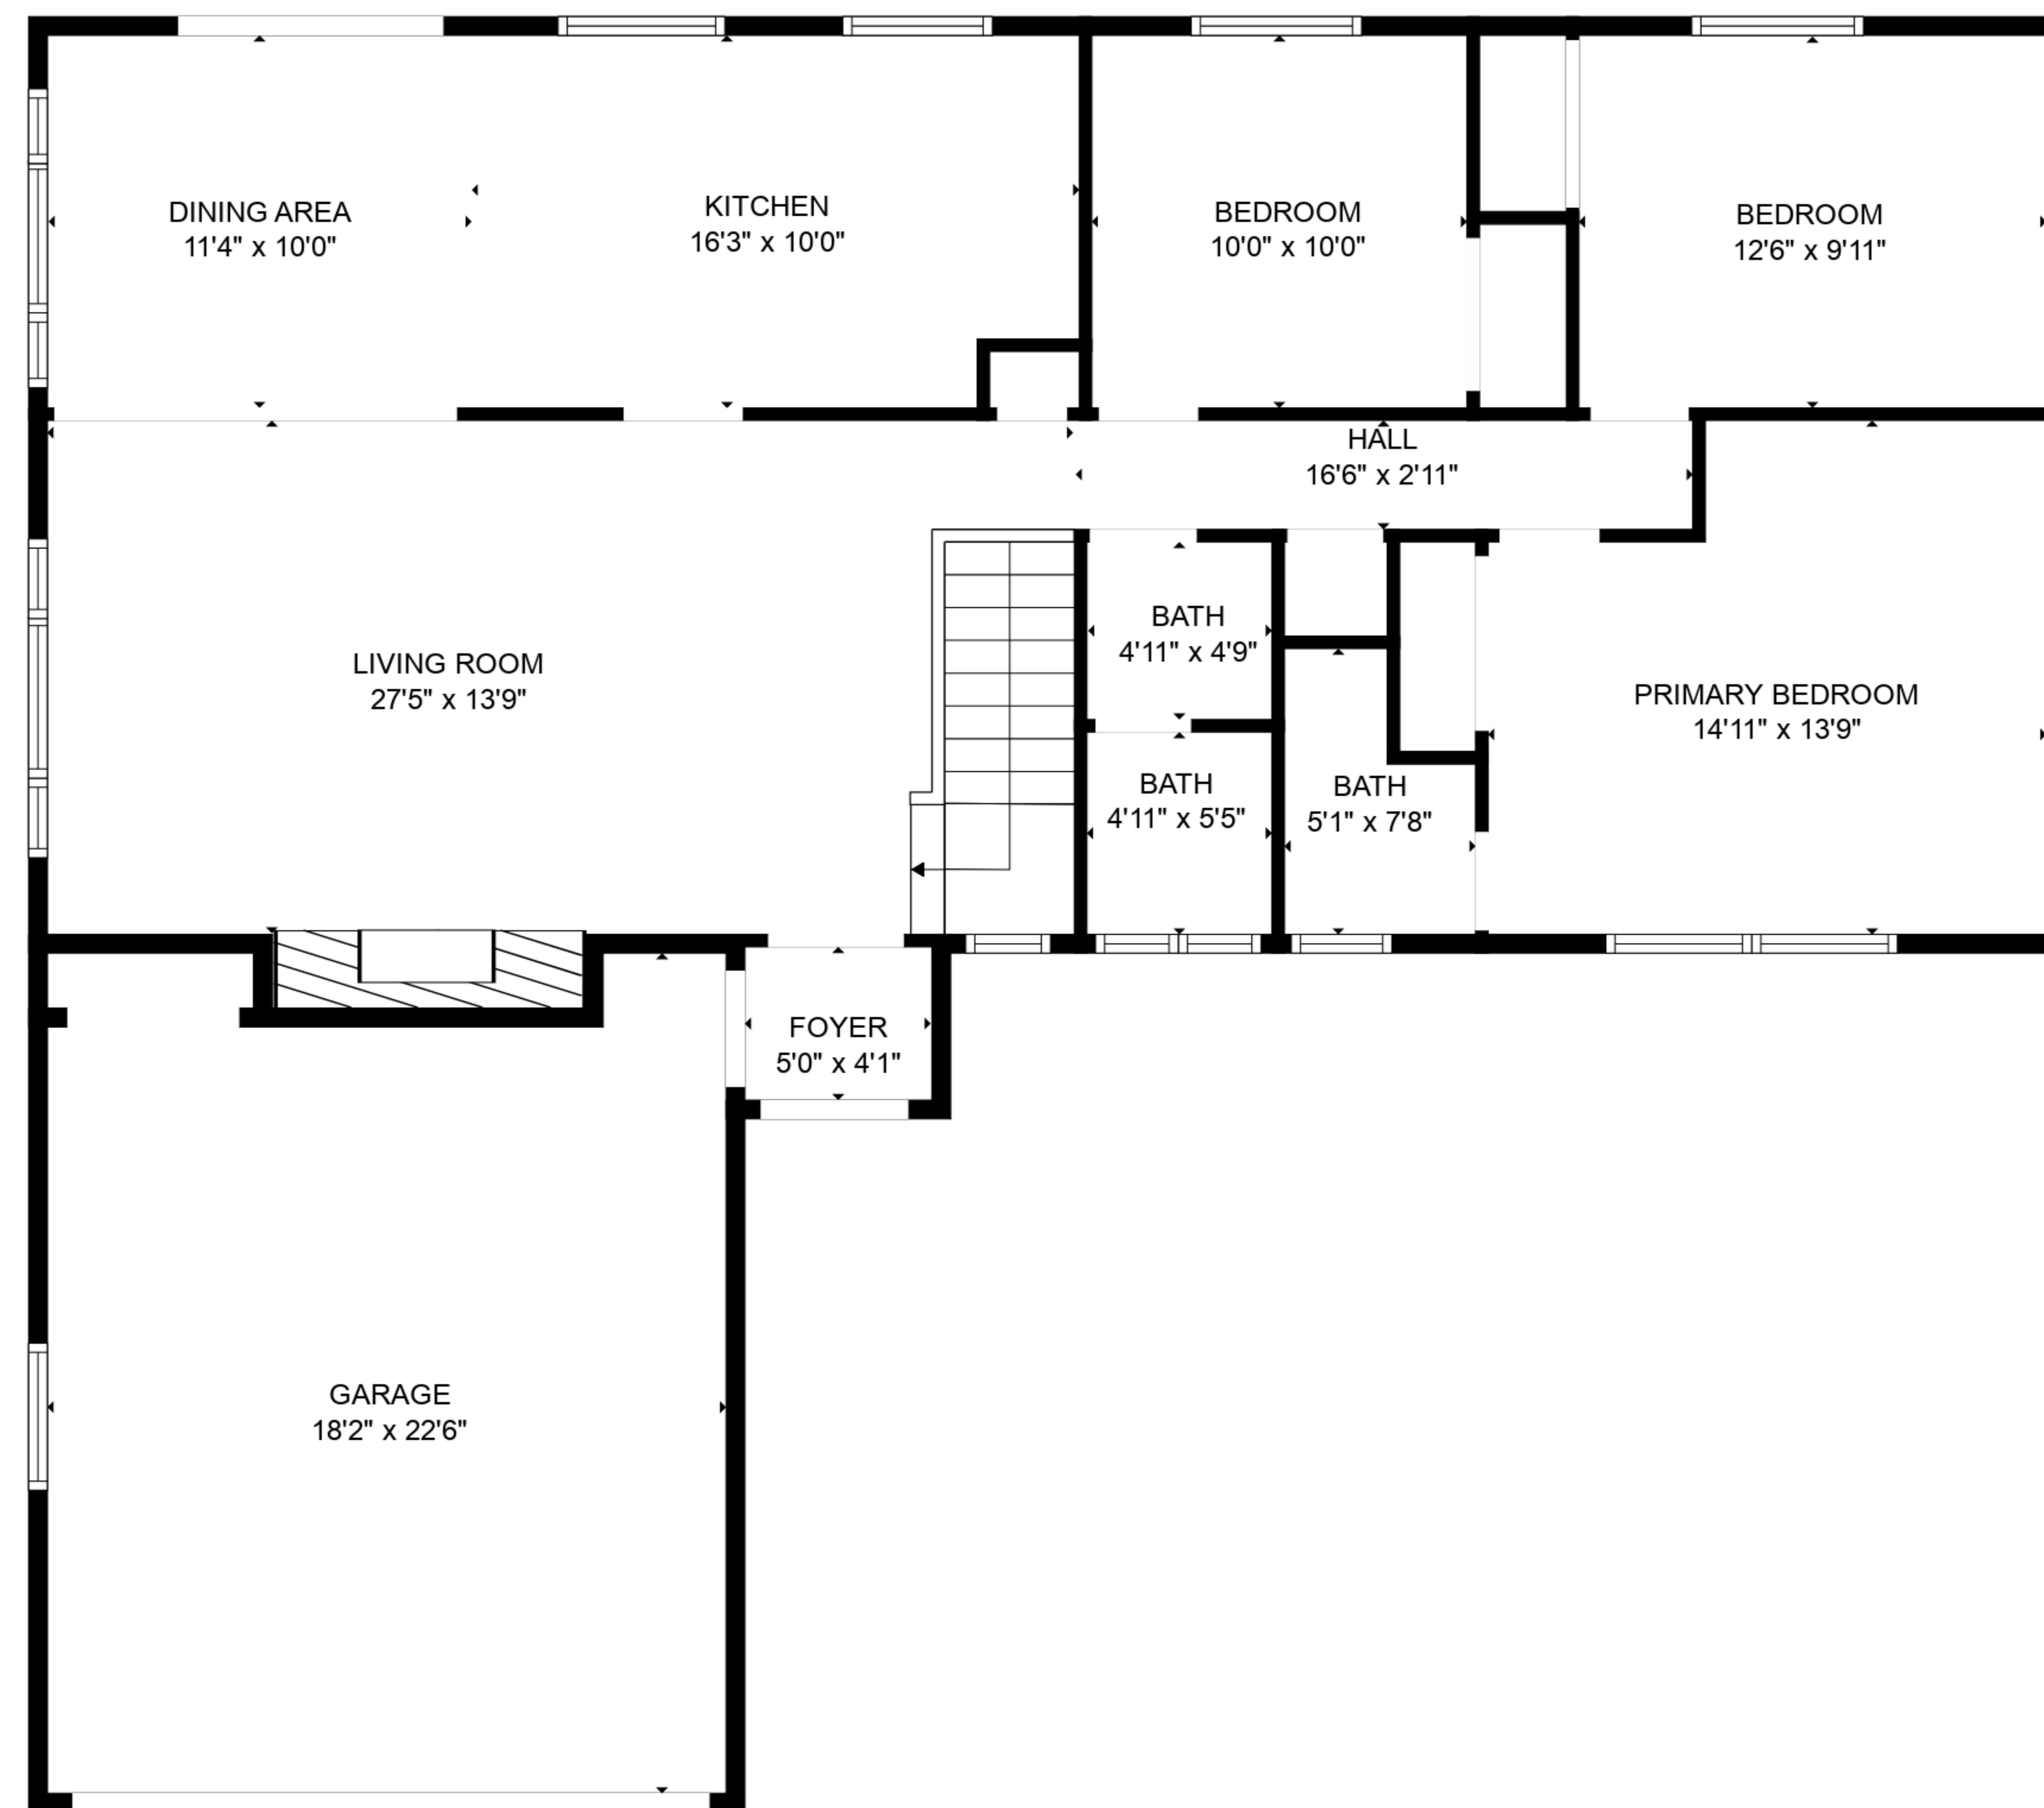 DINING AREA
11'4" x 10'0"
KITCHEN
16'3" x 10'0"
BEDROOM
10'0" x 10'0"
BEDROOM
12'6" x 9'11"
HALL
16'6" x 2'11"
LIVING ROOM
27'5" x 13'9"
BATH
4'11" x 4'9"
PRIMARY BEDROOM
14'11" x 13'9"
BATH
4'11" x 5'5"
BATH
5'1" x 7'8"
FOYER
5'0" x 4'1"
GARAGE
18'2" x 22'6"